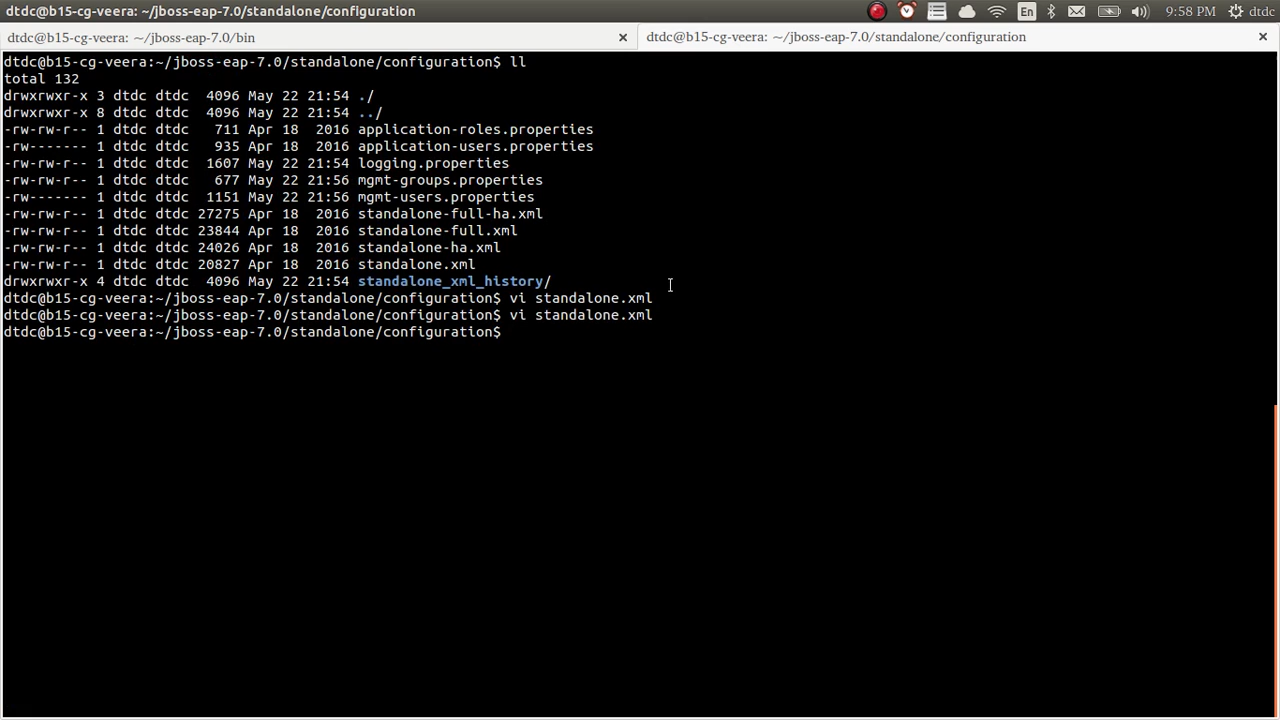 dtdc@b15-cg-veera: ~/jboss-eap-7.0/standalone/configuration En 9:58 PM dtdc
dtdc@b15-cg-veera: ~/jboss-eap-7.0/bin × dtdc@b15-cg-veera: ~/jboss-eap-7.0/standalone/configuration ×
dtdc@b15-cg-veera:~/jboss-eap-7.0/standalone/configuration$ ll
total 132
drwxrwxr-x 3 dtdc dtdc  4096 May 22 21:54 ./
drwxrwxr-x 8 dtdc dtdc  4096 May 22 21:54 ../
-rw-rw-r-- 1 dtdc dtdc   711 Apr 18  2016 application-roles.properties
-rw------- 1 dtdc dtdc   935 Apr 18  2016 application-users.properties
-rw-rw-r-- 1 dtdc dtdc  1607 May 22 21:54 logging.properties
-rw-rw-r-- 1 dtdc dtdc   677 May 22 21:56 mgmt-groups.properties
-rw------- 1 dtdc dtdc  1151 May 22 21:56 mgmt-users.properties
-rw-rw-r-- 1 dtdc dtdc 27275 Apr 18  2016 standalone-full-ha.xml
-rw-rw-r-- 1 dtdc dtdc 23844 Apr 18  2016 standalone-full.xml
-rw-rw-r-- 1 dtdc dtdc 24026 Apr 18  2016 standalone-ha.xml
-rw-rw-r-- 1 dtdc dtdc 20827 Apr 18  2016 standalone.xml
drwxrwxr-x 4 dtdc dtdc  4096 May 22 21:54 standalone_xml_history/
dtdc@b15-cg-veera:~/jboss-eap-7.0/standalone/configuration$ vi standalone.xml
dtdc@b15-cg-veera:~/jboss-eap-7.0/standalone/configuration$ vi standalone.xml
dtdc@b15-cg-veera:~/jboss-eap-7.0/standalone/configuration$